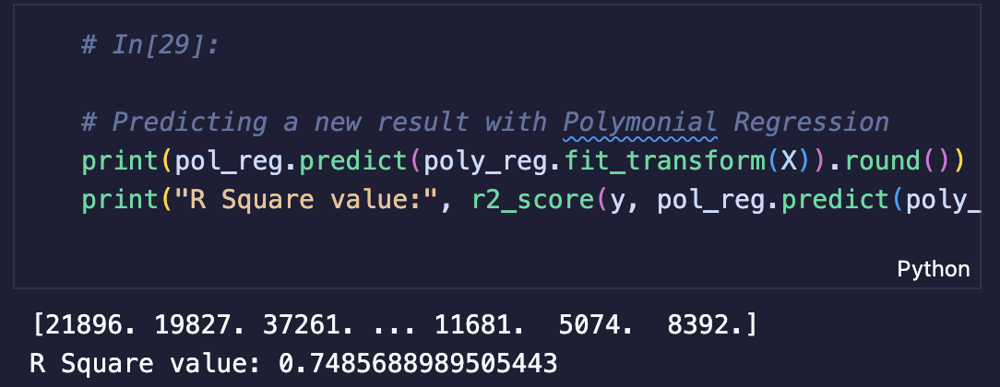 # In[29]:
# Predicting a new result with Polymonial Regression
print(pol_reg.predict(poly_reg.fit_transform(X)).round())
print("R Square value:", r2_score(y, pol_reg.predict(poly_
Python
[21896. 19827. 37261. ... 11681.  5074.  8392.]
R Square value: 0.7485688989505443